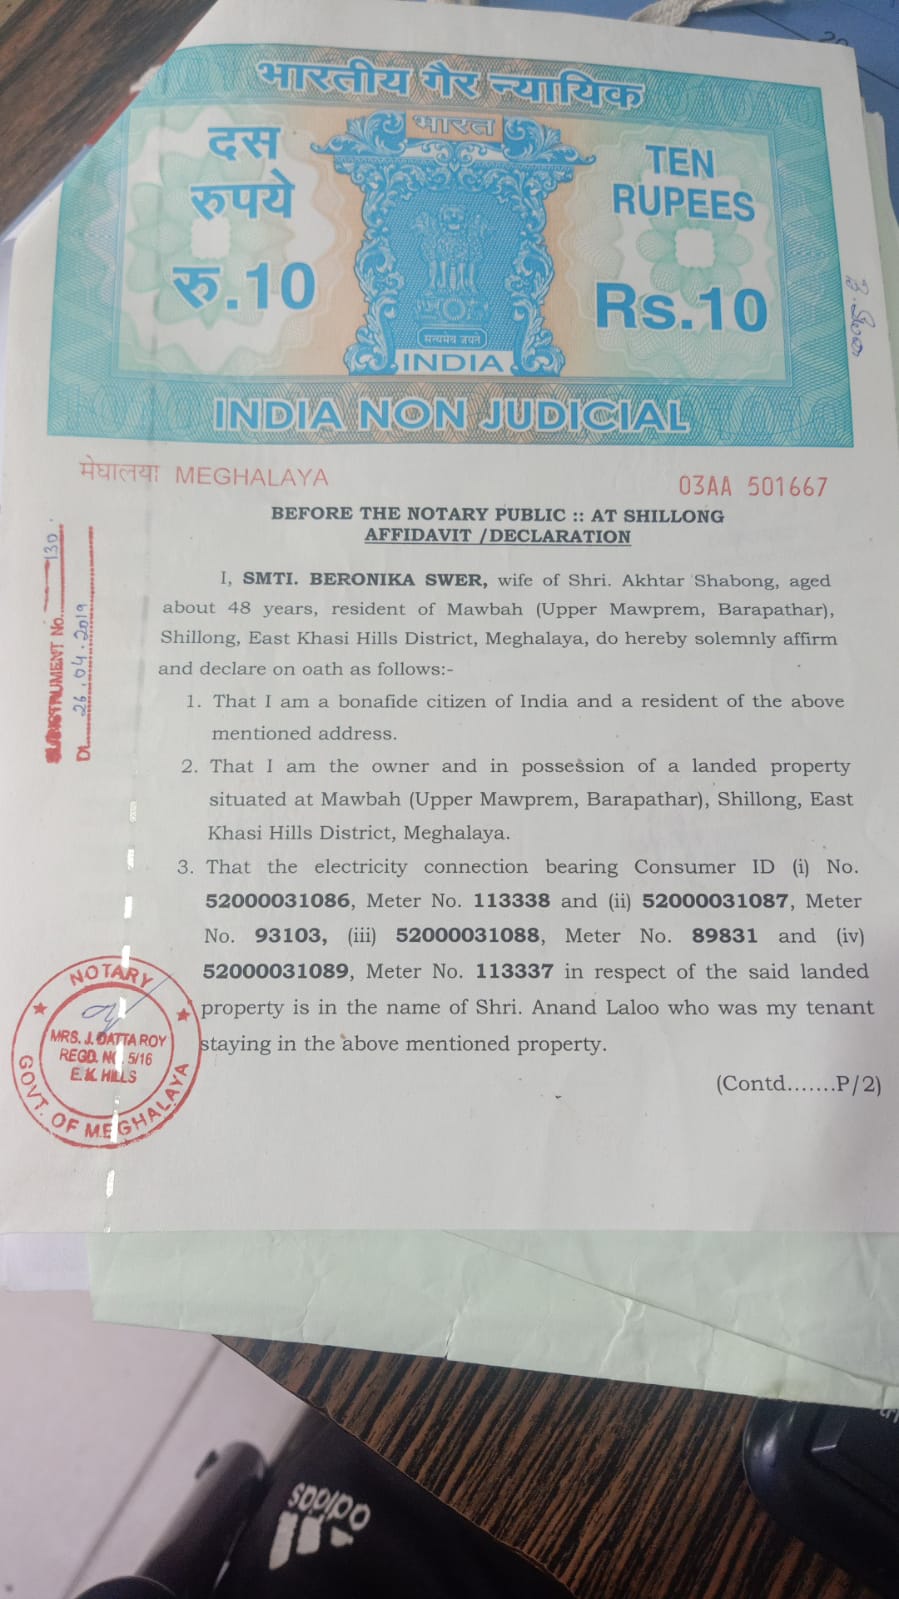 भारतीय गैर न्यायिक
भारत
दस
रुपये
रु.10
TEN
RUPEES
Rs.10
सत्यमेव जयते
INDIA
INDIA NON JUDICIAL
मेघालया MEGHALAYA
03AA 501667
BEFORE THE NOTARY PUBLIC :: AT SHILLONG
AFFIDAVIT /DECLARATION
INSTRUMENT No. 130.
Dt. 26.04.2019
I, SMTI. BERONIKA SWER, wife of Shri. Akhtar Shabong, aged
about 48 years, resident of Mawbah (Upper Mawprem, Barapathar),
Shillong, East Khasi Hills District, Meghalaya, do hereby solemnly affirm
and declare on oath as follows:-
1. That I am a bonafide citizen of India and a resident of the above
mentioned address.
2. That I am the owner and in possession of a landed property
situated at Mawbah (Upper Mawprem, Barapathar), Shillong, East
Khasi Hills District, Meghalaya.
3. That the electricity connection bearing Consumer ID (i) No.
52000031086, Meter No. 113338 and (ii) 52000031087, Meter
No. 93103, (iii) 52000031088, Meter No. 89831 and (iv)
52000031089, Meter No. 113337 in respect of the said landed
property is in the name of Shri. Anand Laloo who was my tenant
staying in the above mentioned property.
(Contd.......P/2)
NOTARY
MRS. J. DATTA ROY
REGD. NO. 5/16
E.K. HILLS
GOVT. OF MEGHALAYA
adidas